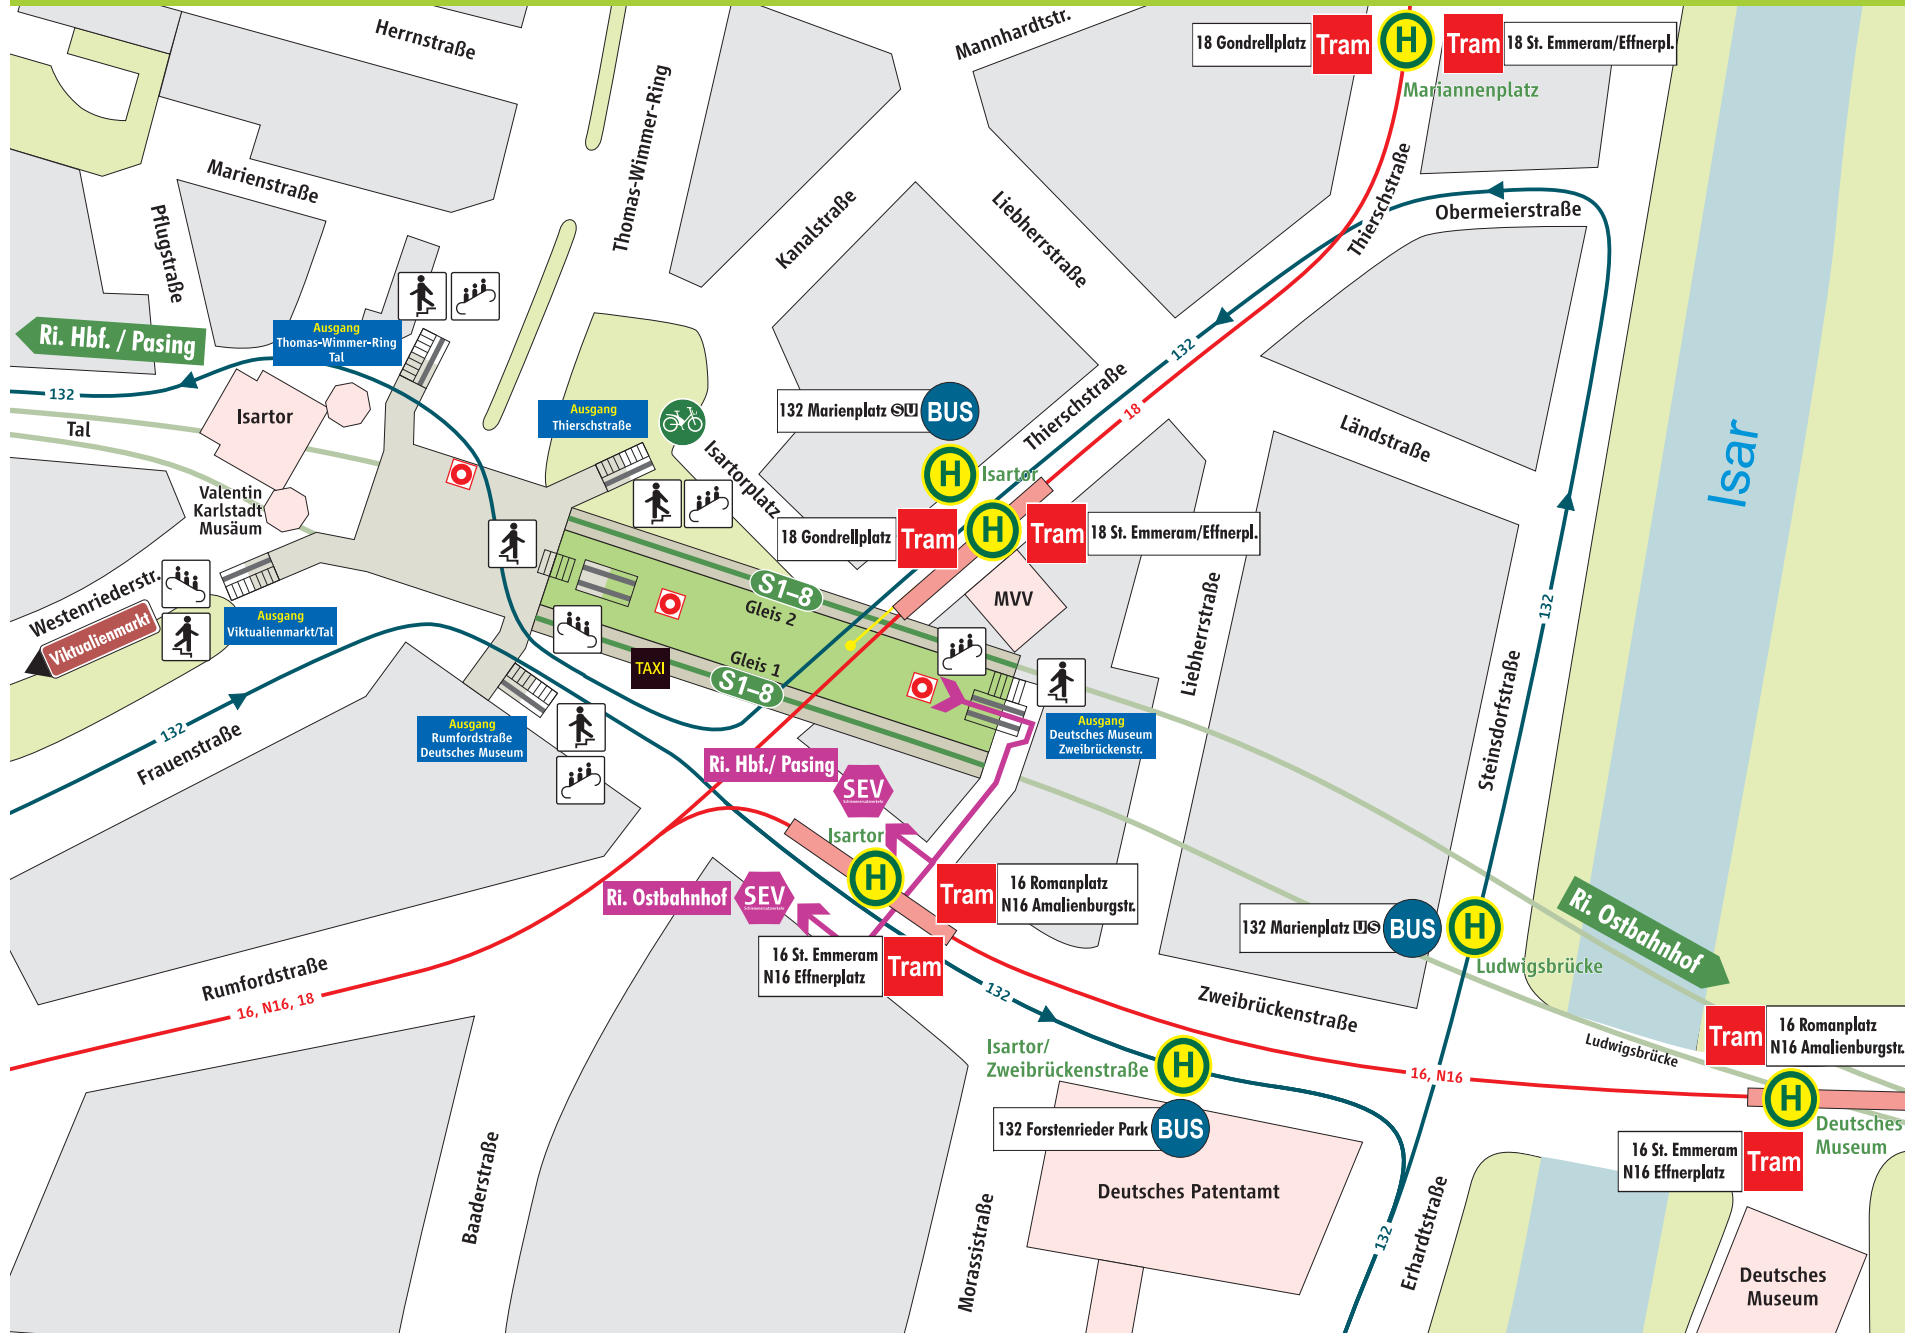 Herrnstraße
Mannhardtstr.
18 Gondrellplatz
Tram
H
Tram
18 St. Emmeram/Effnerpl.
Mariannenplatz
Thomas-Wimmer-Ring
Marienstraße
Pflugstraße
Kanalstraße
Liebherrstraße
Thierschstraße
Obermeierstraße
Ri. Hbf. / Pasing
Ausgang
Thomas-Wimmer-Ring
Tal
132
132
Isartor
Tal
Ausgang
Thierschstraße
Isartorplatz
132 Marienplatz SU
BUS
H
Isartor
Thierschstraße
18
Ländstraße
Isar
Valentin
Karlstadt
Musäum
18 Gondrellplatz
Tram
H
Tram
18 St. Emmeram/Effnerpl.
MVV
S1–8
Gleis 2
Westenriederstr.
Viktualienmarkt
Ausgang
Viktualienmarkt/Tal
132
Liebherrstraße
Gleis 1
S1–8
TAXI
132
Frauenstraße
Ausgang
Rumfordstraße
Deutsches Museum
Ausgang
Deutsches Museum
Zweibrückenstr.
Steinsdorfstraße
Ri. Hbf./ Pasing
SEV
Schienenersatzverkehr
Isartor
H
Tram
16 Romanplatz
N16 Amalienburgstr.
Ri. Ostbahnhof
SEV
Schienenersatzverkehr
16 St. Emmeram
N16 Effnerplatz
Tram
132 Marienplatz US
BUS
H
Ludwigsbrücke
Ri. Ostbahnhof
Rumfordstraße
16, N16, 18
132
Zweibrückenstraße
Ludwigsbrücke
Tram
16 Romanplatz
N16 Amalienburgstr.
Isartor/
Zweibrückenstraße
H
16, N16
H
Deutsches
Museum
132 Forstenrieder Park
BUS
16 St. Emmeram
N16 Effnerplatz
Tram
Deutsches Patentamt
Baaderstraße
Morassistraße
132
Erhardtstraße
Deutsches
Museum